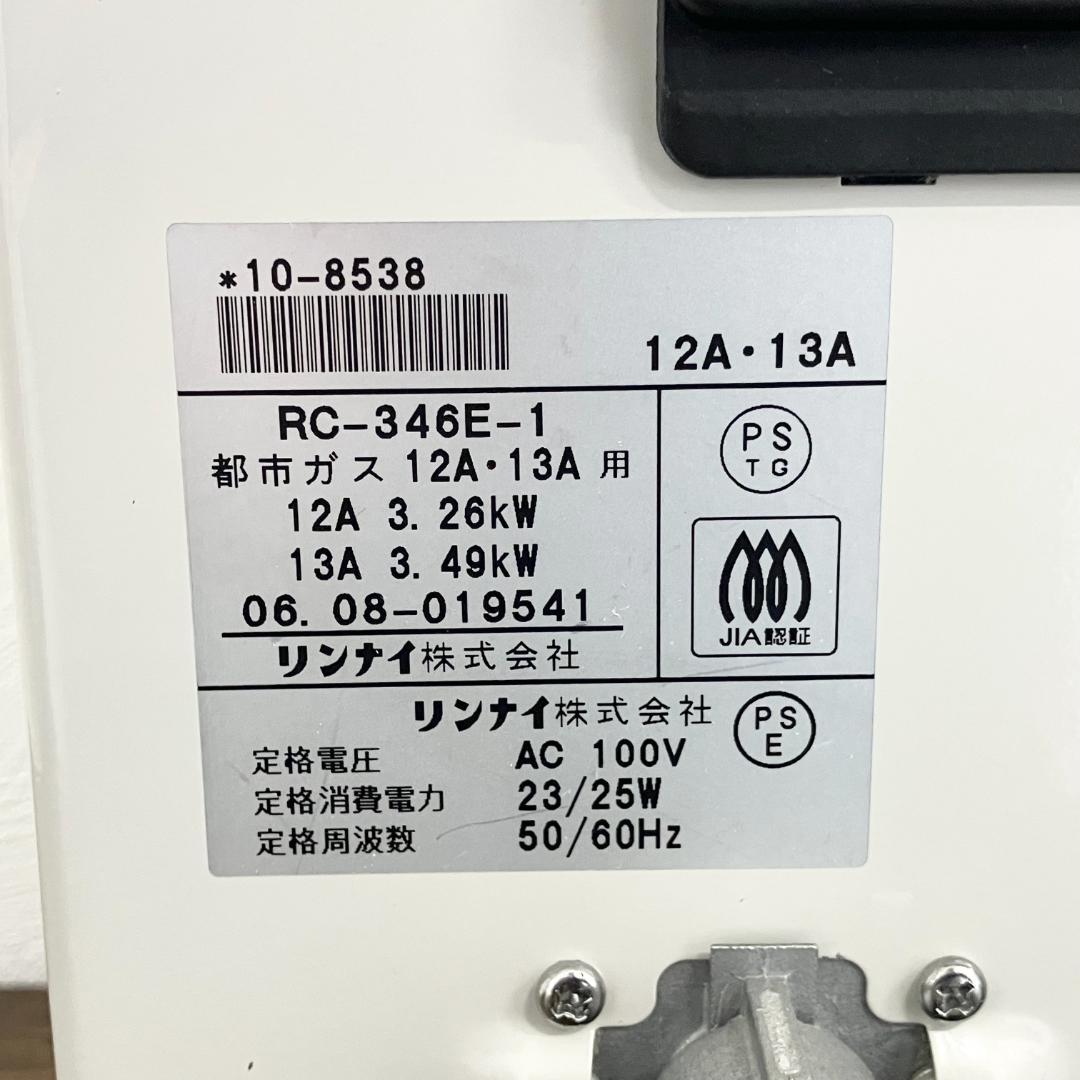 *10-8538
12A・13A
RC-346E-1
都市ガス 12A・13A 用
12A 3. 26kW
13A 3. 49kW
06. 08-019541
リンナイ株式会社
PS
TG
JIA認証
リンナイ株式会社
PS
E
定格電圧 AC 100V
定格消費電力 23/25W
定格周波数 50/60Hz